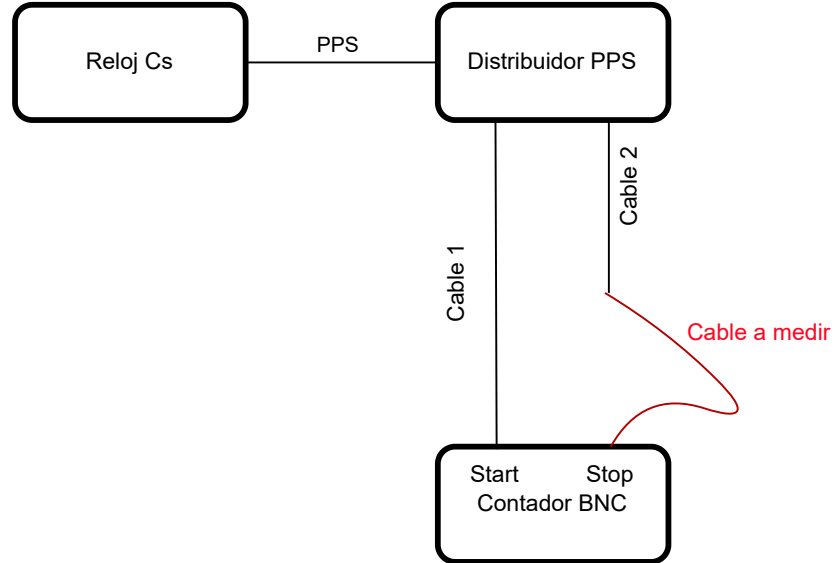 Reloj Cs
PPS
Distribuidor PPS
Cable 1
Cable 2
Cable a medir
Start
Stop
Contador BNC